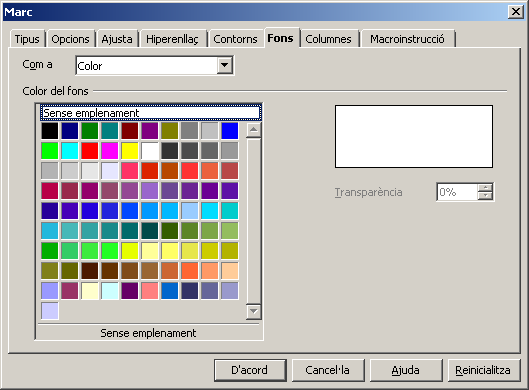 Marc
Tipus Opcions Ajusta Hiperenllaç Contorns Fons Columnes Macroinstrucció
Com a Color
Color del fons
Sense emplenament
Transparència 0%
Sense emplenament
D'acord Cancel·la Ajuda Reinicialitza